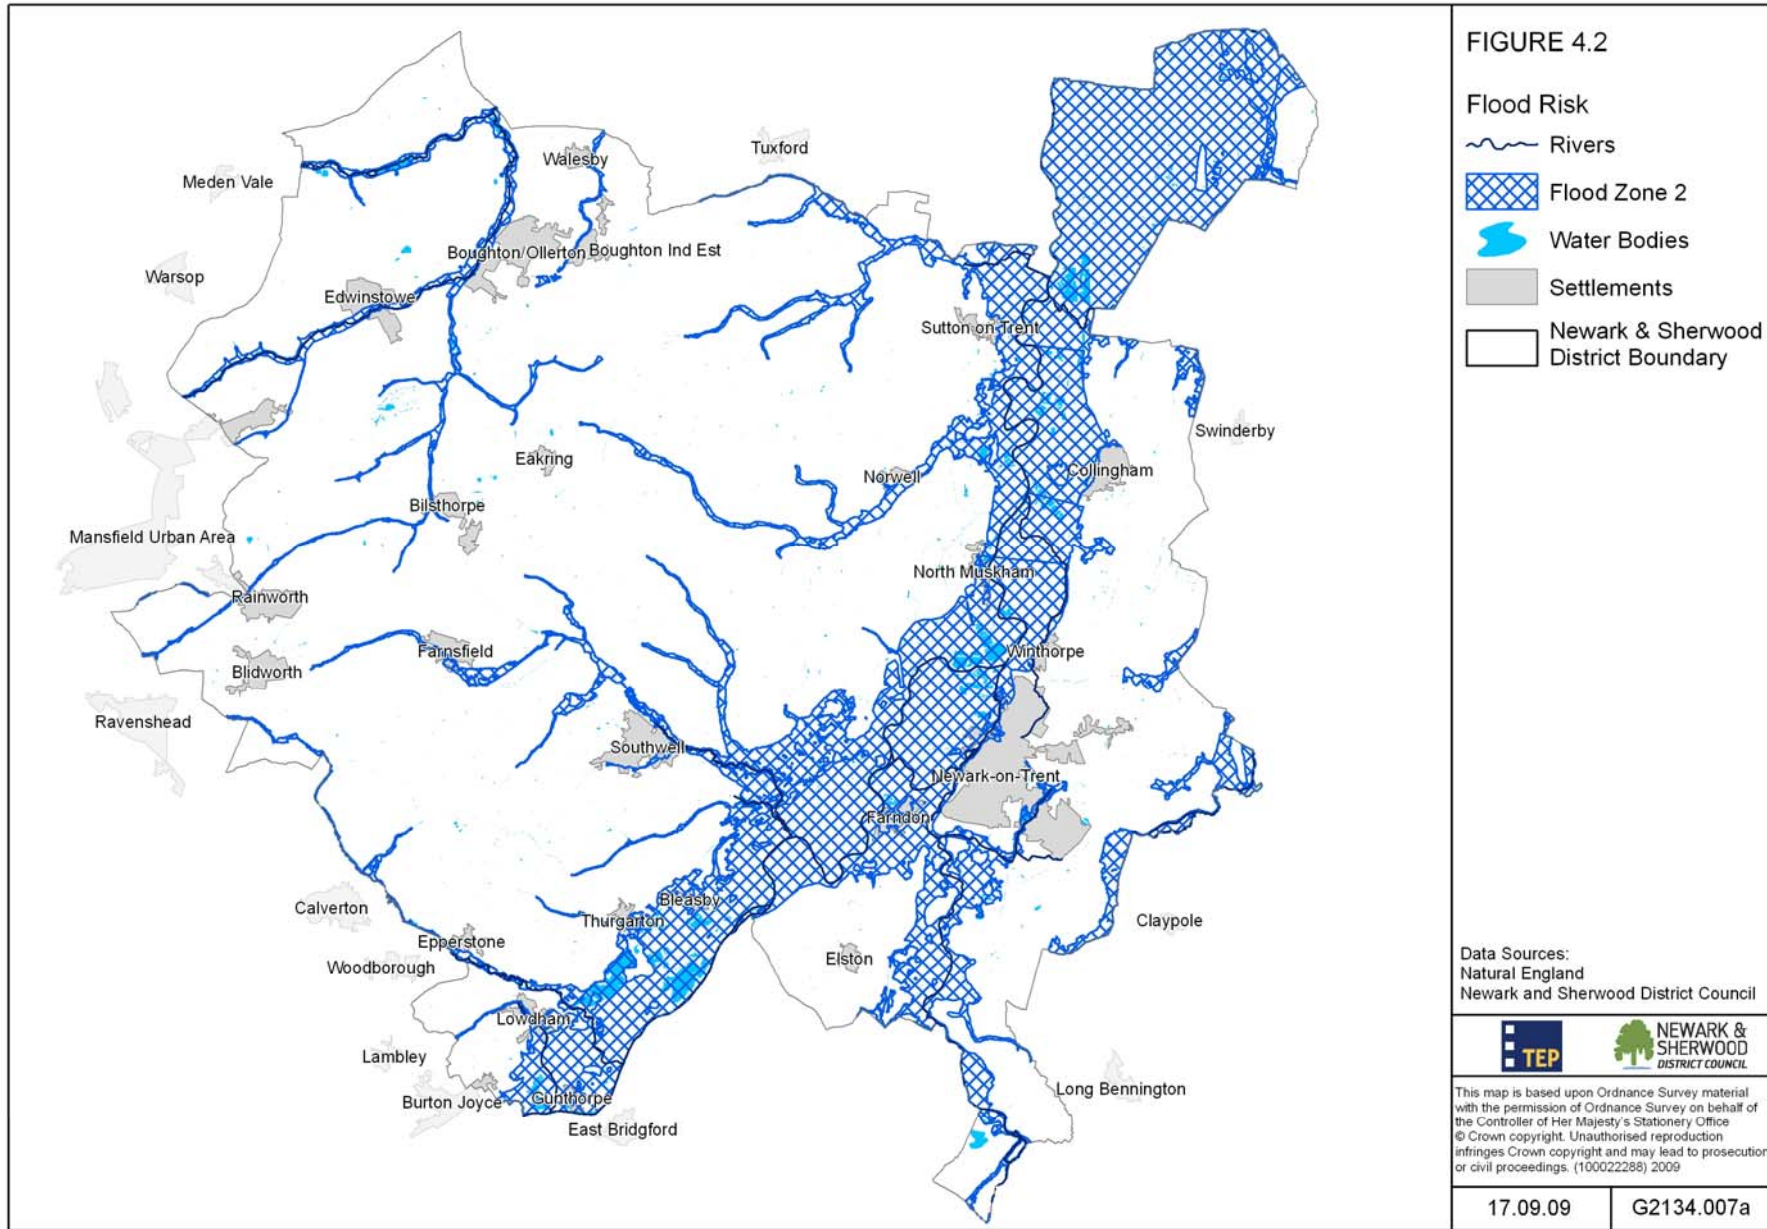 FIGURE 4.2
Flood Risk
Rivers
Flood Zone 2
Water Bodies
Settlements
Newark & Sherwood
District Boundary
Tuxford
Walesby
Meden Vale
Boughton/Ollerton
Boughton Ind Est
Warsop
Edwinstowe
Sutton on Trent
Swinderby
Eakring
Norwell
Collingham
Bilsthorpe
Mansfield Urban Area
North Muskham
Rainworth
Farnsfield
Winthorpe
Blidworth
Ravenshead
Southwell
Newark-on-Trent
Farndon
Calverton
Bleasby
Thurgarton
Claypole
Epperstone
Woodborough
Elston
Lowdham
Lambley
Long Bennington
Burton Joyce
Gunthorpe
East Bridgford
Data Sources:
Natural England
Newark and Sherwood District Council
TEP
NEWARK &
SHERWOOD
DISTRICT COUNCIL
This map is based upon Ordnance Survey material
with the permission of Ordnance Survey on behalf of
the Controller of Her Majesty's Stationery Office
© Crown copyright. Unauthorised reproduction
infringes Crown copyright and may lead to prosecution
or civil proceedings. (100022288) 2009
17.09.09
G2134.007a